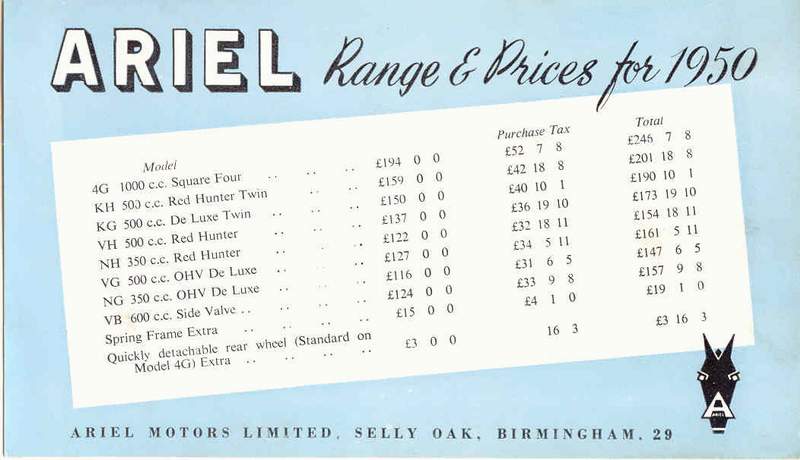 ARIEL Range & Prices for 1950
Model Purchase Tax Total
4G 1000 c.c. Square Four .. .. .. £194 0 0 £52 7 8 £246 7 8
KH 500 c.c. Red Hunter Twin .. .. £159 0 0 £42 18 8 £201 18 8
KG 500 c.c. De Luxe Twin .. .. .. £150 0 0 £40 10 1 £190 10 1
VH 500 c.c. Red Hunter .. .. .. £137 0 0 £36 19 10 £173 19 10
NH 350 c.c. Red Hunter .. .. .. £122 0 0 £32 18 11 £154 18 11
VG 500 c.c. OHV De Luxe .. .. .. £127 0 0 £34 5 11 £161 5 11
NG 350 c.c. OHV De Luxe .. .. .. £116 0 0 £31 6 5 £147 6 5
VB 600 c.c. Side Valve .. .. .. .. £124 0 0 £33 9 8 £157 9 8
Spring Frame Extra .. .. .. .. £15 0 0 £4 1 0 £19 1 0
Quickly detachable rear wheel (Standard on
Model 4G) Extra .. .. .. .. £3 0 0 16 3 £3 16 3
ARIEL
ARIEL MOTORS LIMITED, SELLY OAK, BIRMINGHAM, 29